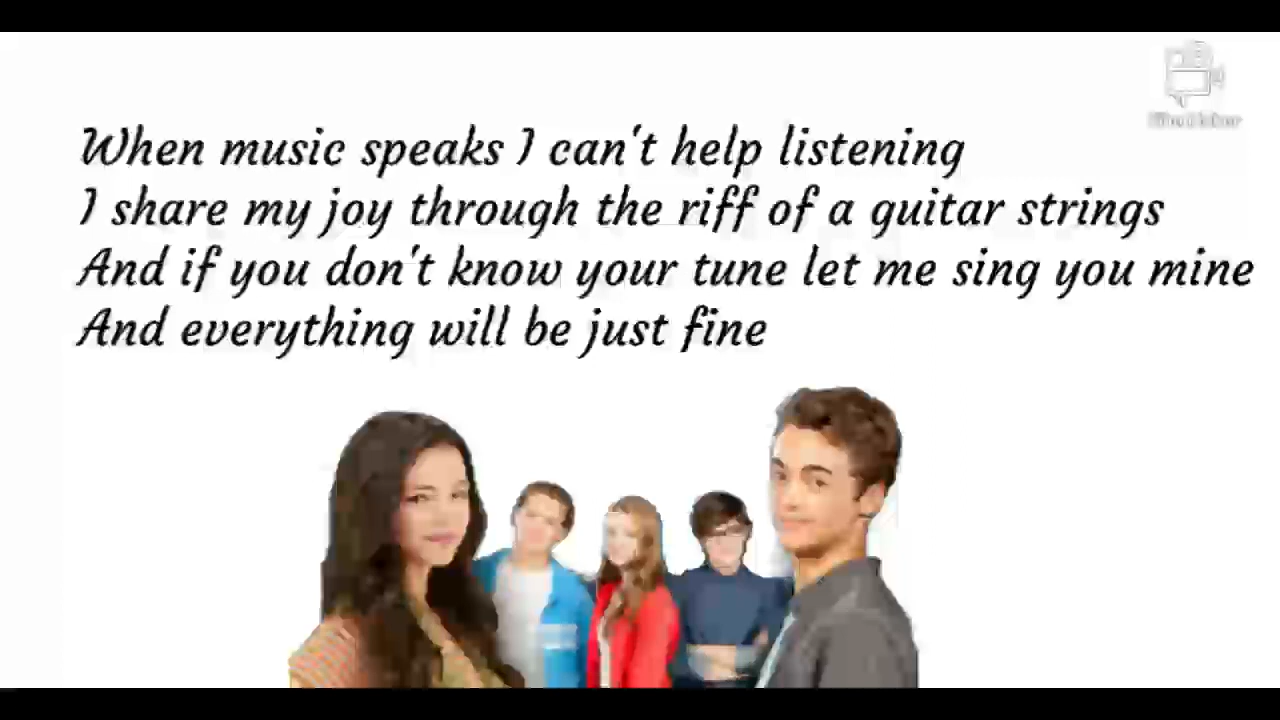 When music speaks I can't help listening
I share my joy through the riff of a guitar strings
And if you don't know your tune let me sing you mine
And everything will be just fine